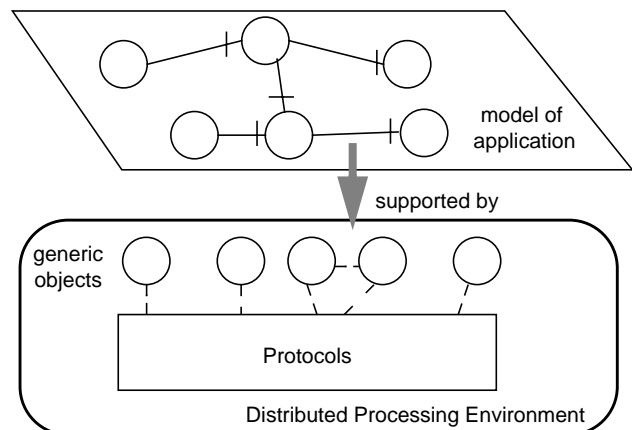 model of
application
supported by
generic
objects
Protocols
Distributed Processing Environment